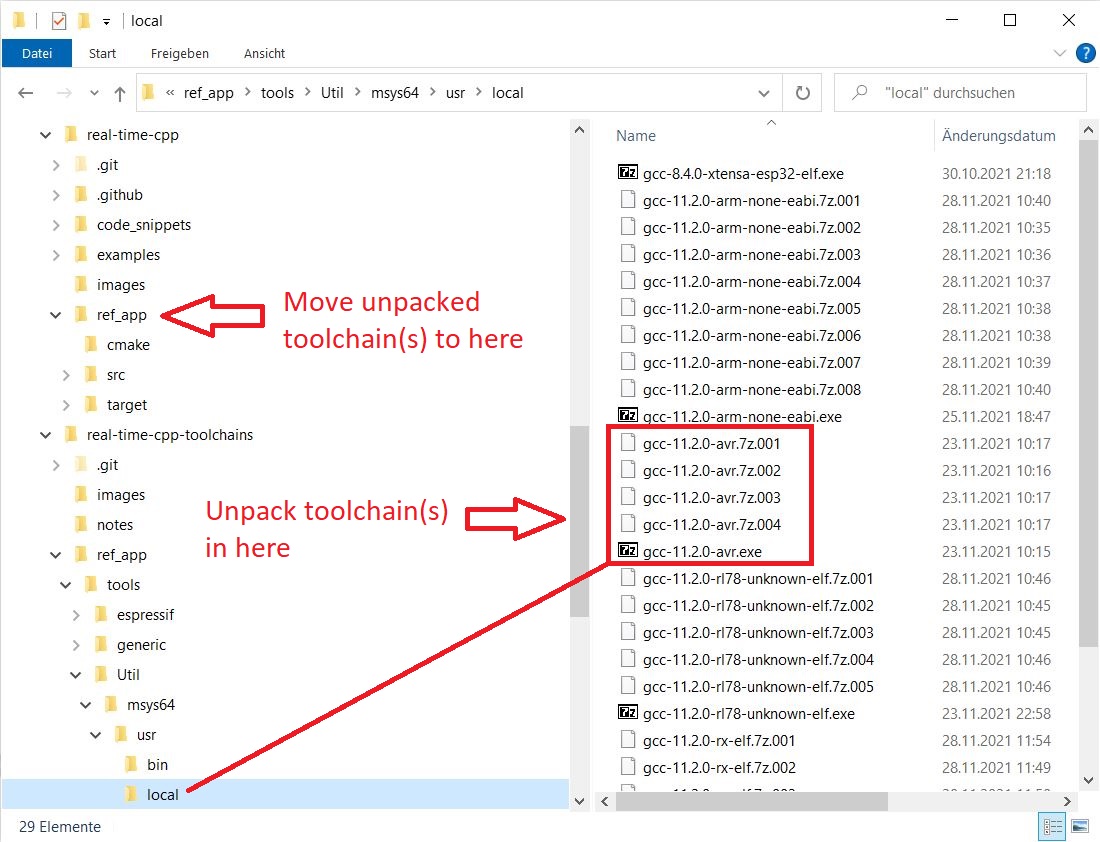 local
Datei
Start
Freigeben
Ansicht
?
« ref_app > tools > Util > msys64 > usr > local
"local" durchsuchen
real-time-cpp
.git
.github
code_snippets
examples
images
ref_app
cmake
src
target
real-time-cpp-toolchains
.git
images
notes
ref_app
tools
espressif
generic
Util
msys64
usr
bin
local
Move unpacked
toolchain(s) to here
Unpack toolchain(s)
in here
Name Änderungsdatum
gcc-8.4.0-xtensa-esp32-elf.exe 30.10.2021 21:18
gcc-11.2.0-arm-none-eabi.7z.001 28.11.2021 10:40
gcc-11.2.0-arm-none-eabi.7z.002 28.11.2021 10:35
gcc-11.2.0-arm-none-eabi.7z.003 28.11.2021 10:36
gcc-11.2.0-arm-none-eabi.7z.004 28.11.2021 10:37
gcc-11.2.0-arm-none-eabi.7z.005 28.11.2021 10:38
gcc-11.2.0-arm-none-eabi.7z.006 28.11.2021 10:38
gcc-11.2.0-arm-none-eabi.7z.007 28.11.2021 10:39
gcc-11.2.0-arm-none-eabi.7z.008 28.11.2021 10:40
gcc-11.2.0-arm-none-eabi.exe 25.11.2021 18:47
gcc-11.2.0-avr.7z.001 23.11.2021 10:17
gcc-11.2.0-avr.7z.002 23.11.2021 10:16
gcc-11.2.0-avr.7z.003 23.11.2021 10:17
gcc-11.2.0-avr.7z.004 23.11.2021 10:17
gcc-11.2.0-avr.exe 23.11.2021 10:15
gcc-11.2.0-rl78-unknown-elf.7z.001 28.11.2021 10:46
gcc-11.2.0-rl78-unknown-elf.7z.002 28.11.2021 10:45
gcc-11.2.0-rl78-unknown-elf.7z.003 28.11.2021 10:45
gcc-11.2.0-rl78-unknown-elf.7z.004 28.11.2021 10:46
gcc-11.2.0-rl78-unknown-elf.7z.005 28.11.2021 10:46
gcc-11.2.0-rl78-unknown-elf.exe 23.11.2021 22:58
gcc-11.2.0-rx-elf.7z.001 28.11.2021 11:54
gcc-11.2.0-rx-elf.7z.002 28.11.2021 11:49
29 Elemente